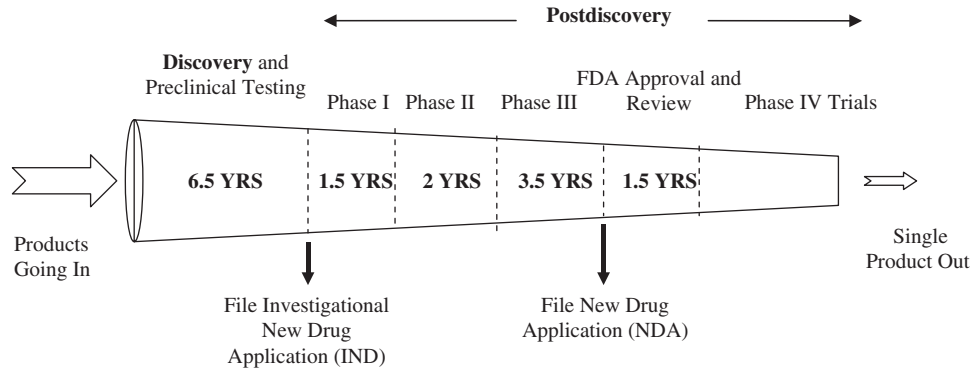 Postdiscovery
Discovery and
Preclinical Testing
Phase I
Phase II
Phase III
FDA Approval and
Review
Phase IV Trials
6.5 YRS
1.5 YRS
2 YRS
3.5 YRS
1.5 YRS
Products
Going In
Single
Product Out
File Investigational
New Drug
Application (IND)
File New Drug
Application (NDA)